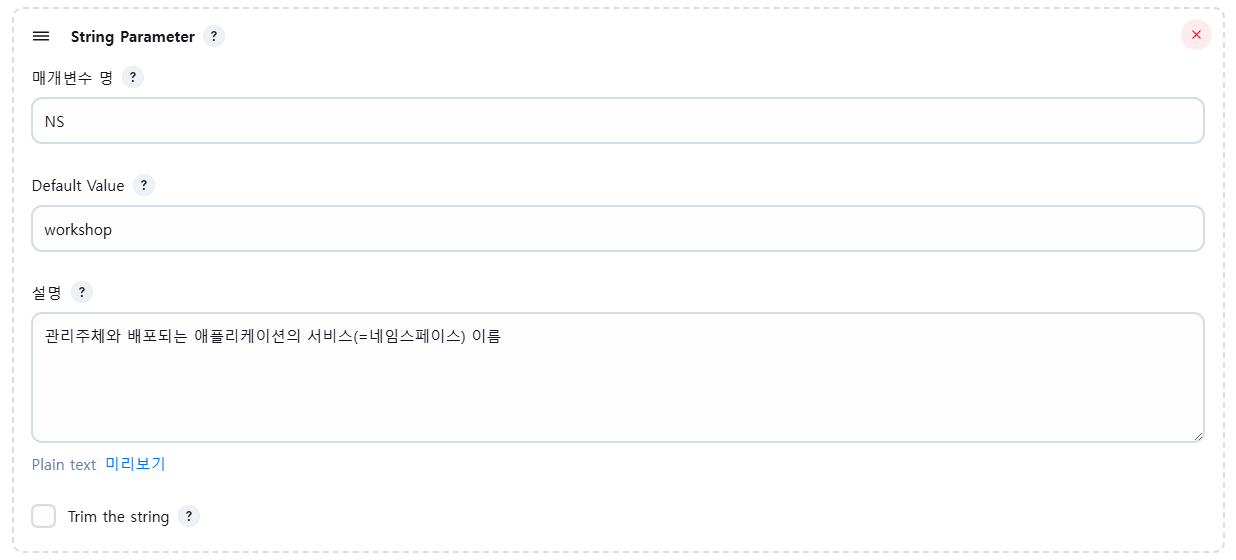 String Parameter ?
매개변수 명 ?
NS
Default Value ?
workshop
설명 ?
관리주체와 배포되는 애플리케이션의 서비스(=네임스페이스) 이름
Plain text 미리보기
Trim the string ?